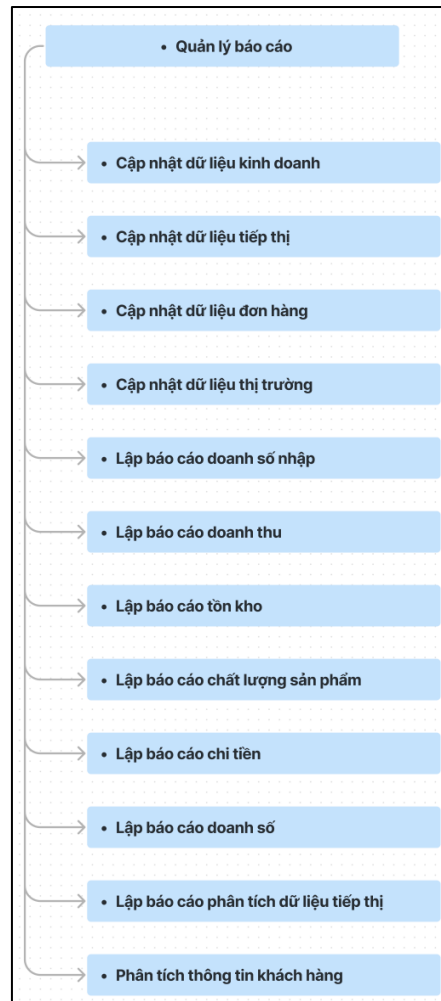 • Quản lý báo cáo
• Cập nhật dữ liệu kinh doanh
• Cập nhật dữ liệu tiếp thị
• Cập nhật dữ liệu đơn hàng
• Cập nhật dữ liệu thị trường
• Lập báo cáo doanh số nhập
• Lập báo cáo doanh thu
• Lập báo cáo tồn kho
• Lập báo cáo chất lượng sản phẩm
• Lập báo cáo chi tiền
• Lập báo cáo doanh số
• Lập báo cáo phân tích dữ liệu tiếp thị
• Phân tích thông tin khách hàng